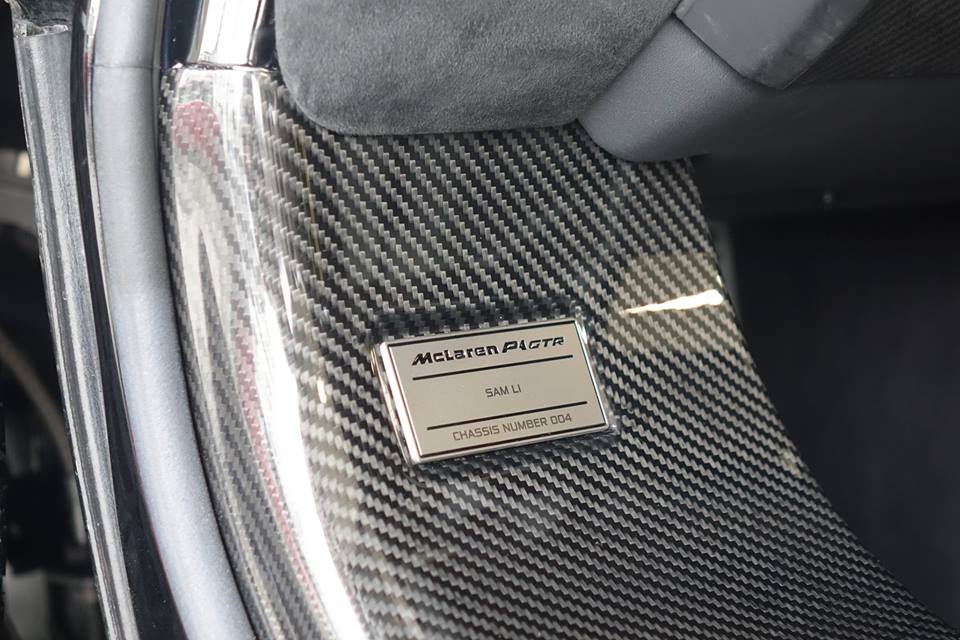 McLaren P1 GTR
SAM LI
CHASSIS NUMBER 004